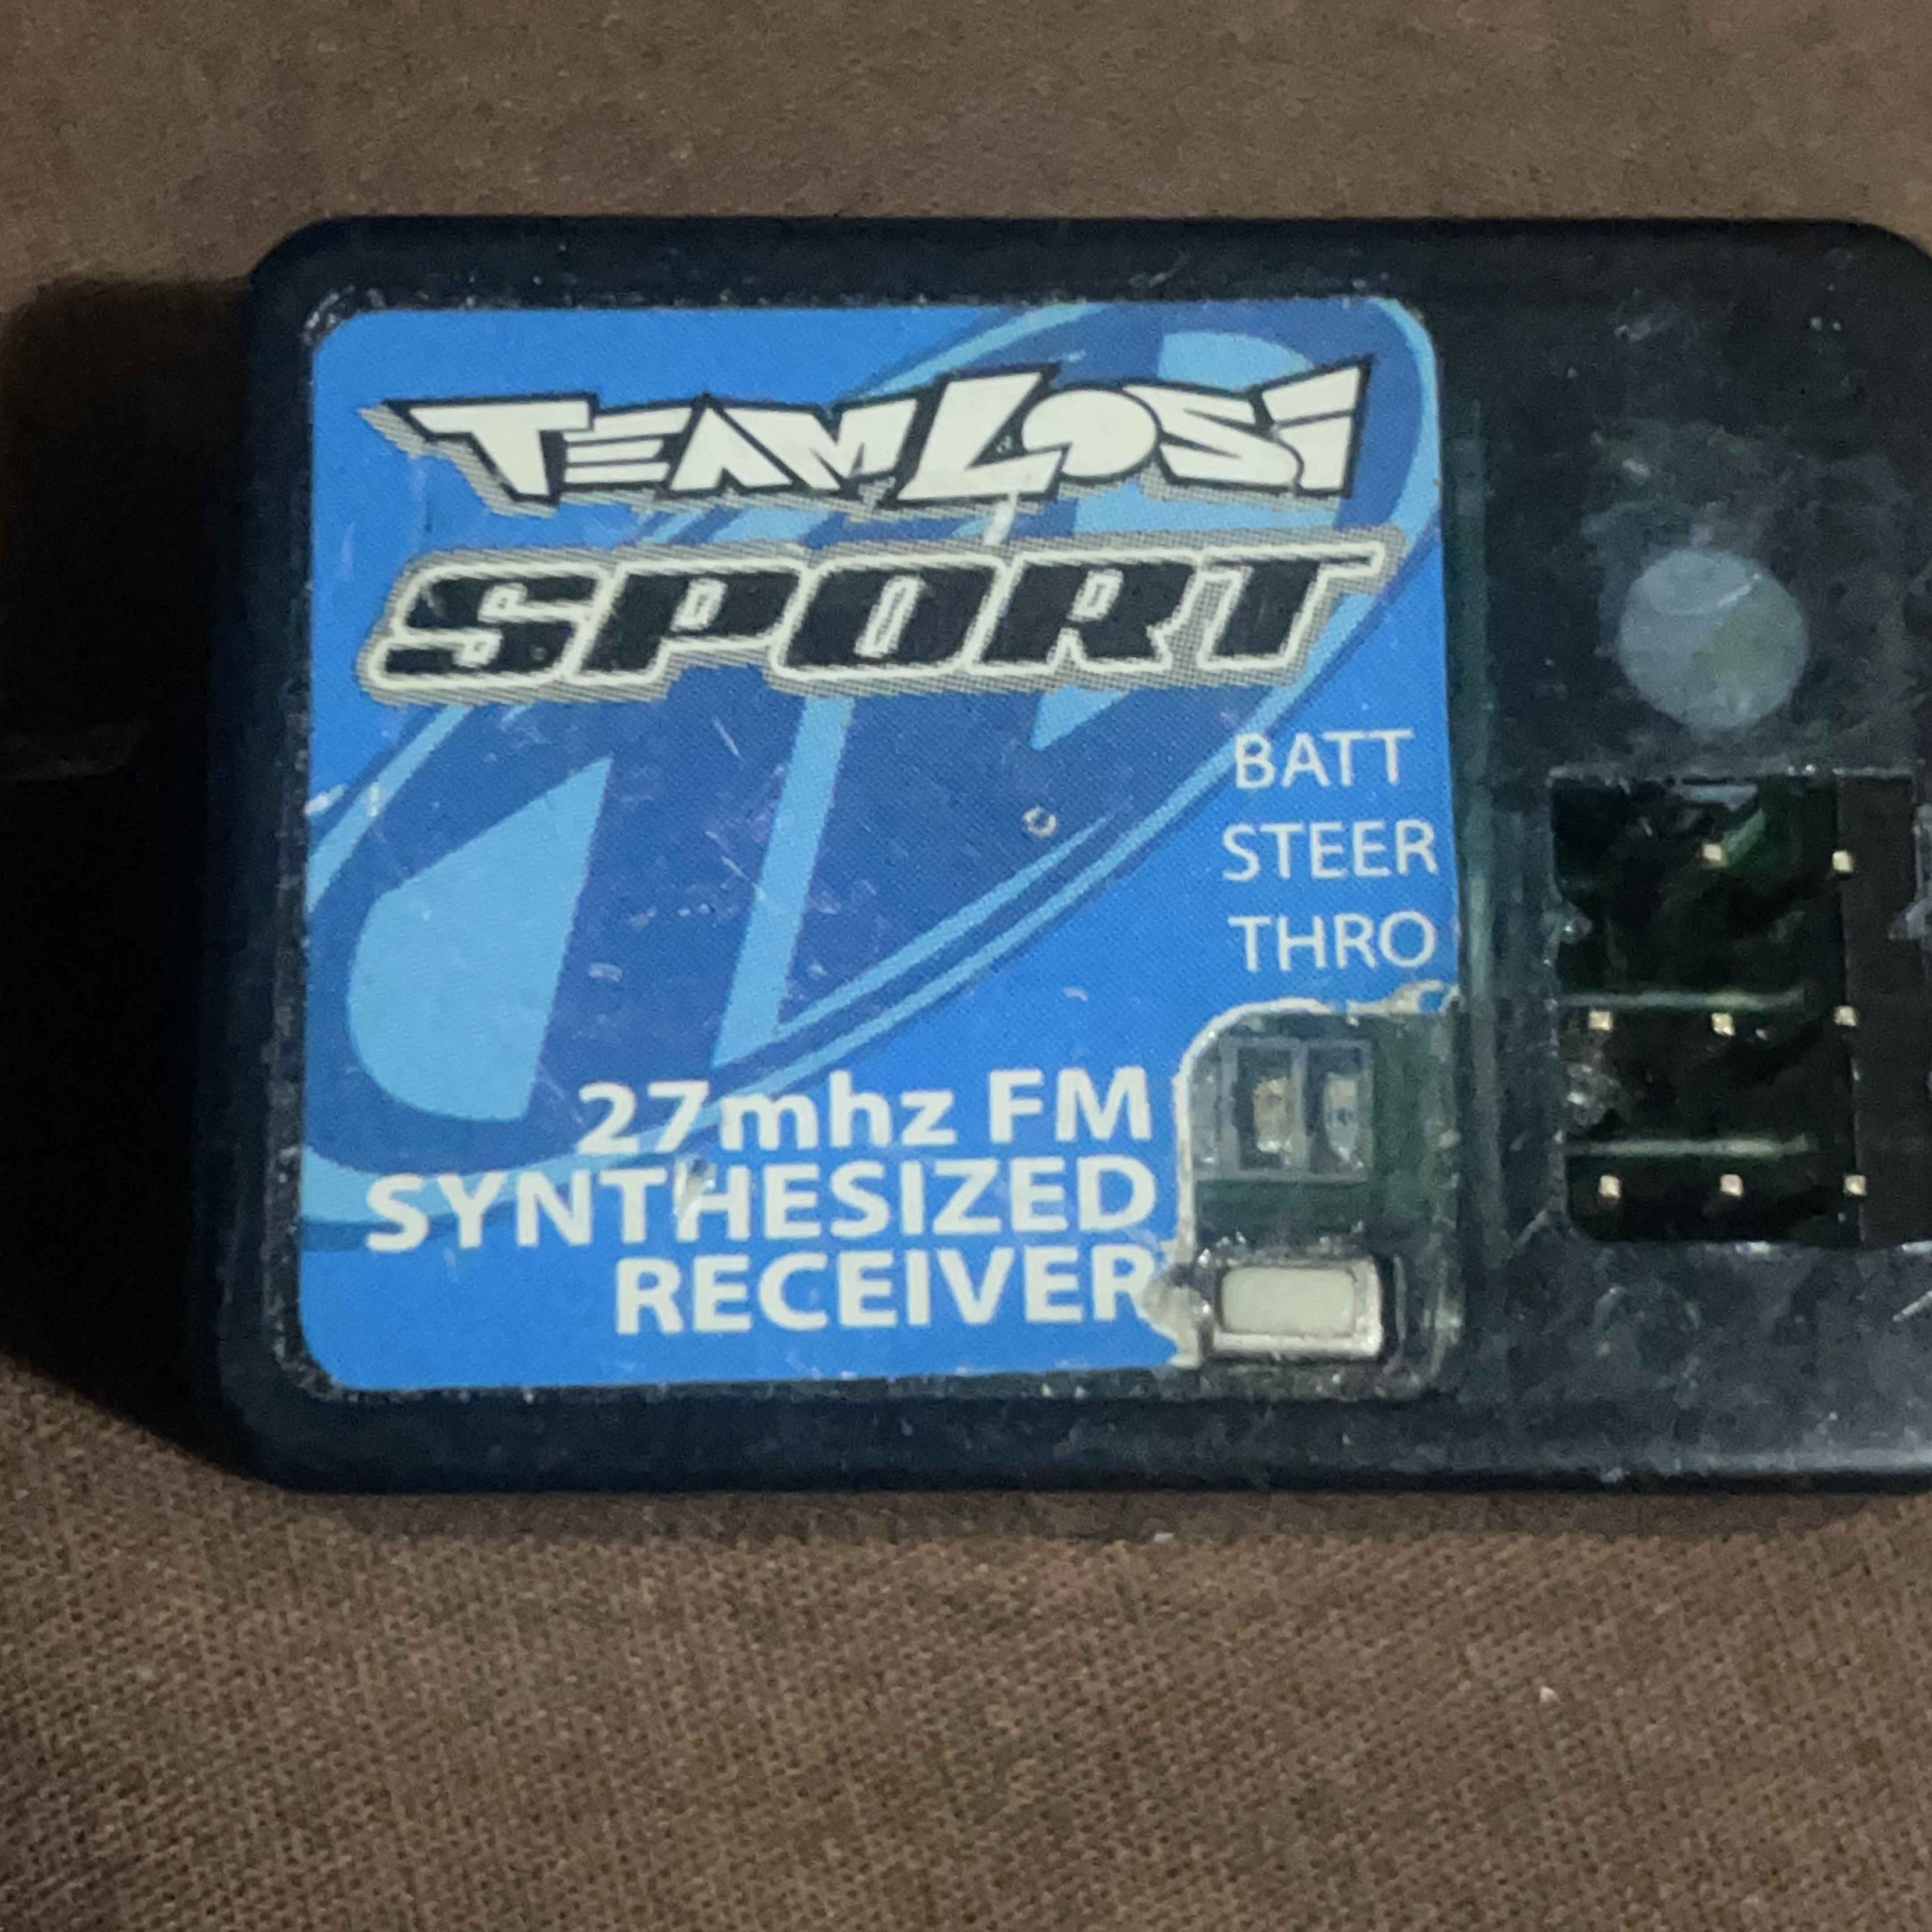 TEAM LOSI
SPORT
BATT
STEER
THRO
27mhz FM
SYNTHESIZED
RECEIVER